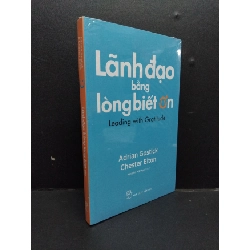 Lãnh đạo
bằng
lòng biết ơn
Leading with Gratitude
Adrian Gostick
Chester Elton